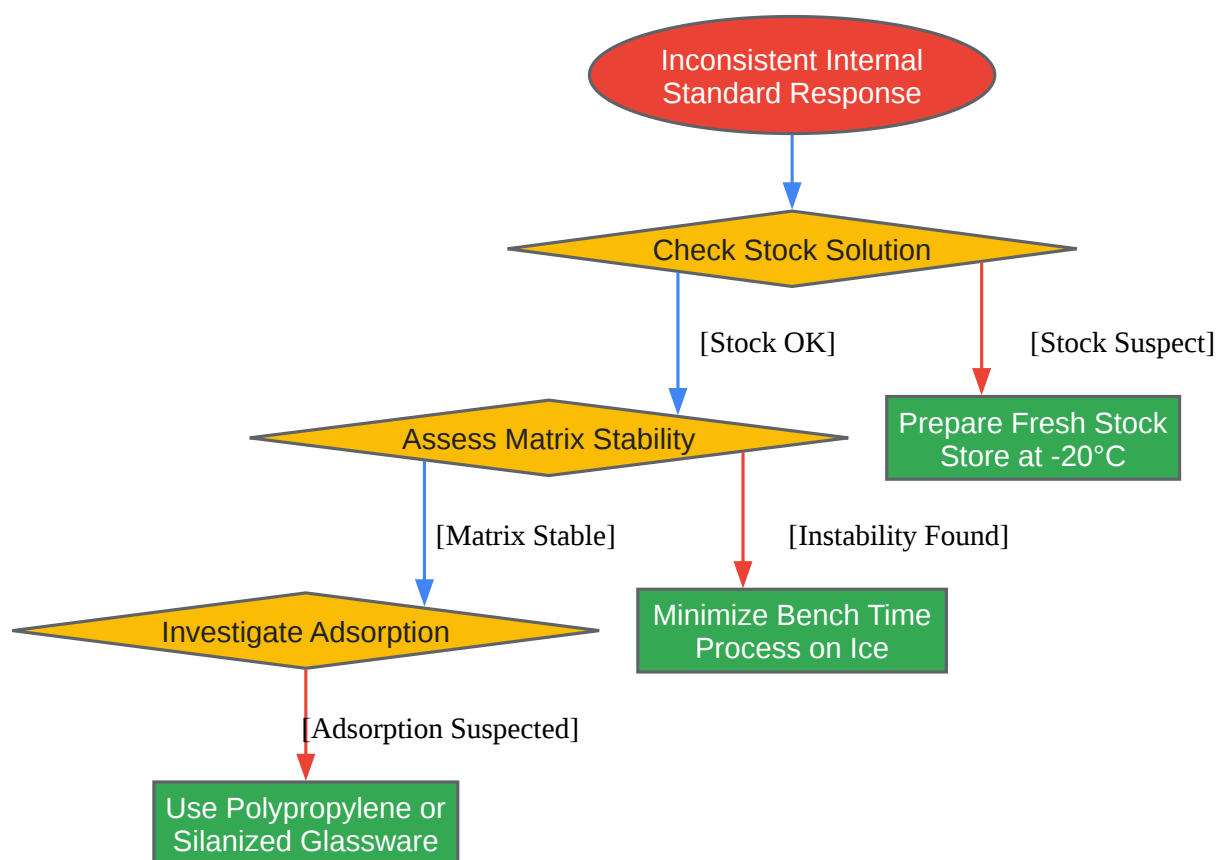 Inconsistent Internal
Standard Response
Check Stock Solution
[Stock OK]
[Stock Suspect]
Prepare Fresh Stock
Store at -20°C
Assess Matrix Stability
[Matrix Stable]
[Instability Found]
Minimize Bench Time
Process on Ice
Investigate Adsorption
[Adsorption Suspected]
Use Polypropylene or
Silanized Glassware